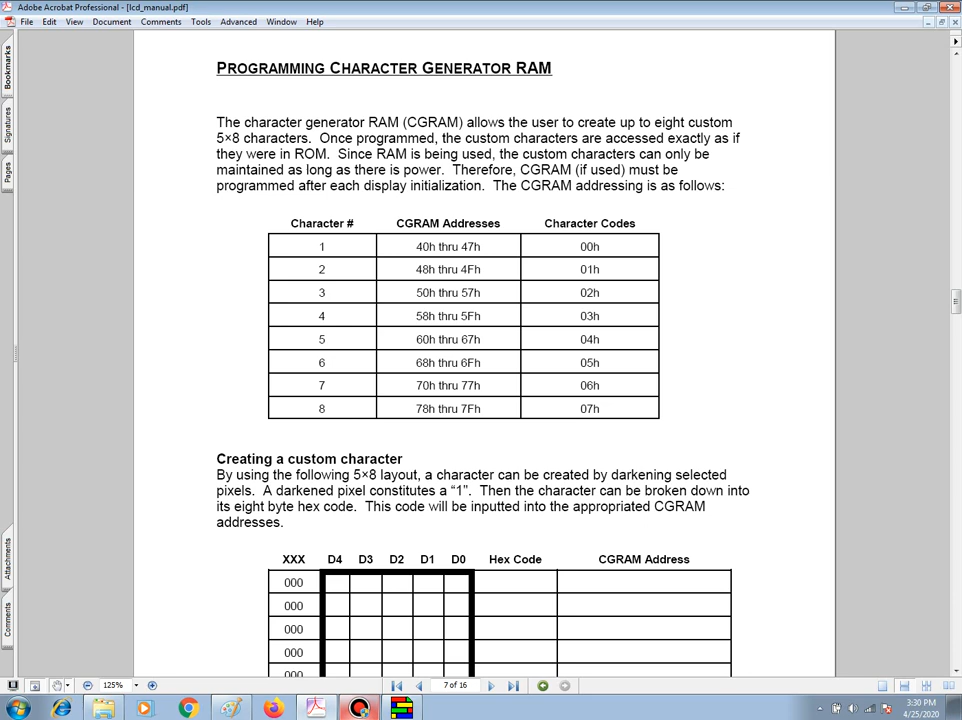 Adobe Acrobat Professional - [lcd_manual.pdf]
File Edit View Document Comments Tools Advanced Window Help
Bookmarks
Signatures
Pages
Attachments
Comments
PROGRAMMING CHARACTER GENERATOR RAM
The character generator RAM (CGRAM) allows the user to create up to eight custom
5×8 characters. Once programmed, the custom characters are accessed exactly as if
they were in ROM. Since RAM is being used, the custom characters can only be
maintained as long as there is power. Therefore, CGRAM (if used) must be
programmed after each display initialization. The CGRAM addressing is as follows:
Character # CGRAM Addresses Character Codes
1 40h thru 47h 00h
2 48h thru 4Fh 01h
3 50h thru 57h 02h
4 58h thru 5Fh 03h
5 60h thru 67h 04h
6 68h thru 6Fh 05h
7 70h thru 77h 06h
8 78h thru 7Fh 07h
Creating a custom character
By using the following 5×8 layout, a character can be created by darkening selected
pixels. A darkened pixel constitutes a “1”. Then the character can be broken down into
its eight byte hex code. This code will be inputted into the appropriated CGRAM
addresses.
XXX D4 D3 D2 D1 D0 Hex Code CGRAM Address
000
000
000
000
000
125% 7 of 16
3:30 PM
4/25/2020